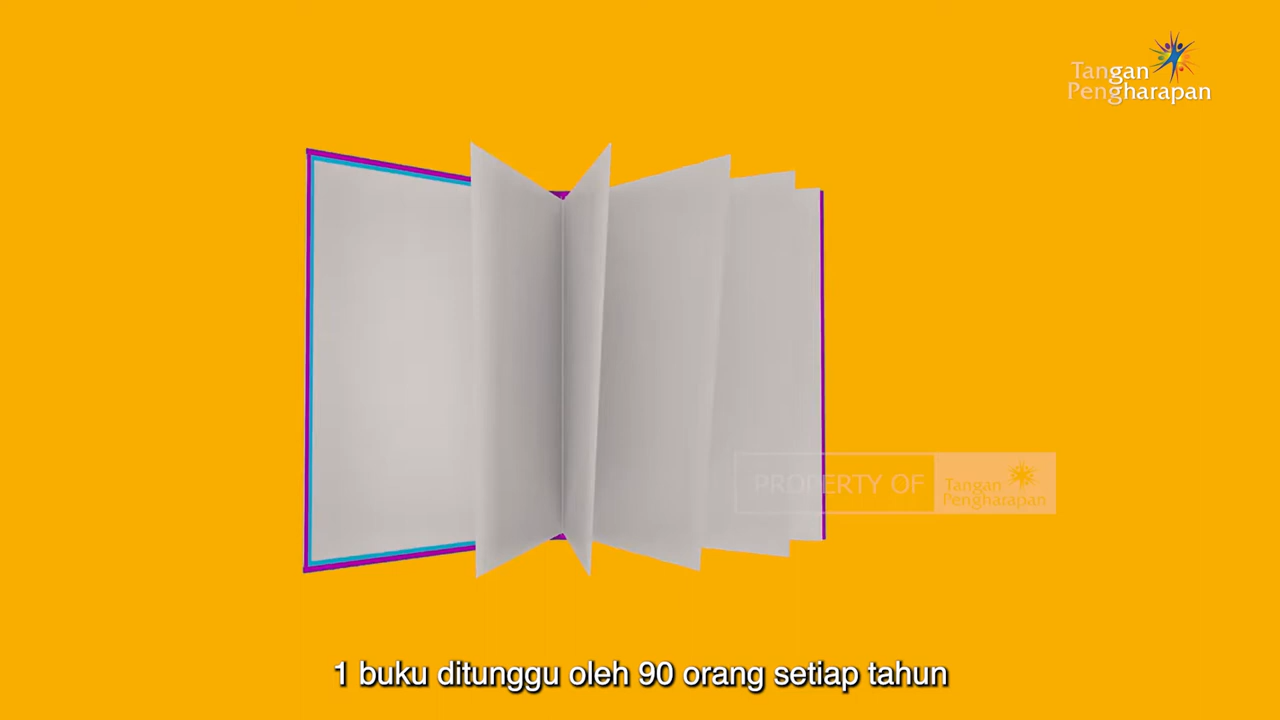 Tangan
Pengharapan
PROPERTY OF
Tangan
Pengharapan
1 buku ditunggu oleh 90 orang setiap tahun